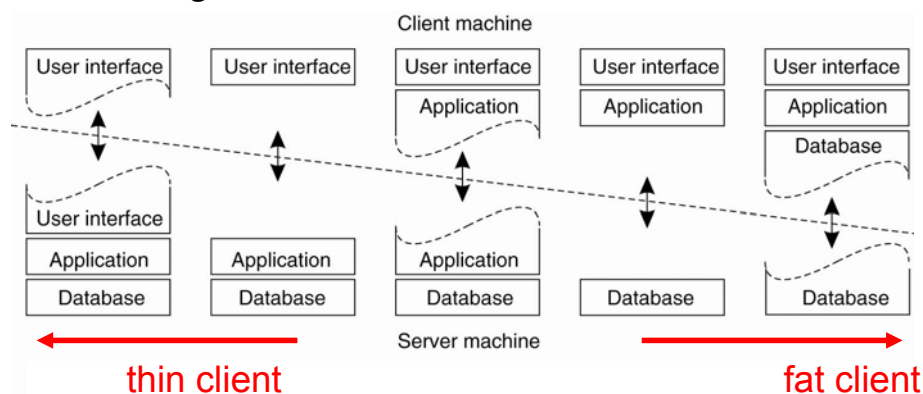 Client machine
User interface User interface User interface User interface User interface
Application Application Application
Database
User interface
Application Application Application
Database Database Database Database Database
Server machine
thin client fat client